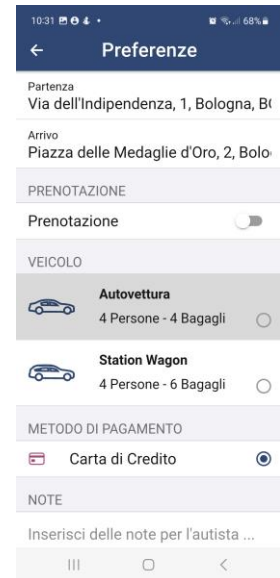 10:31 68%
Preferenze
Partenza
Via dell'Indipendenza, 1, Bologna, B
Arrivo
Piazza delle Medaglie d'Oro, 2, Bolo
PRENOTAZIONE
Prenotazione
VEICOLO
Autovettura
4 Persone - 4 Bagagli
Station Wagon
4 Persone - 6 Bagagli
METODO DI PAGAMENTO
Carta di Credito
NOTE
Inserisci delle note per l'autista ...